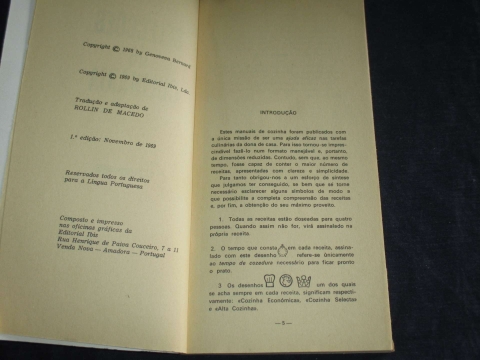 Copyright © 1969 by Genevieve Bernard
Copyright © 1969 by Editorial Ibis, Lda.
Tradução e adaptação de
ROLLIN DE MACEDO
1.ª edição: Novembro de 1969
Reservados todos os direitos
para a Língua Portuguesa
Composto e impresso
nas oficinas gráficas da
Editorial Ibis
Rua Henrique de Paiva Couceiro, 7 a 11
Venda Nova — Amadora — Portugal
INTRODUÇÃO
Estes manuais de cozinha foram publicados com
a única missão de ser uma ajuda eficaz nas tarefas
culinárias da dona de casa. Para isso tornou-se impres-
cindível fazê-lo num formato manejável e, portanto,
de dimensões reduzidas. Contudo, sem que, ao mesmo
tempo, fosse capaz de conter o maior número de
receitas, apresentadas com clareza e simplicidade.
Para tanto obrigou-nos a um esforço de síntese
que julgamos ter conseguido, se bem que se torne
necessário esclarecer alguns símbolos de modo a
que possibilite a completa compreensão das receitas
e, por fim, a obtenção do seu máximo proveito.
1. Todas as receitas estão doseadas para quatro
pessoas. Quando assim não for, virá assinalado na
própria receita.
2. O tempo que consta em cada receita, assina-
lado com este desenho refere-se únicamente
ao tempo de cozedura necessário para ficar pronto
o prato.
3 Os desenhos um dos quais
se acha sempre em cada receita, significam respecti-
vamente: «Cozinha Económica», «Cozinha Selecta»
e «Alta Cozinha».
— 5 —